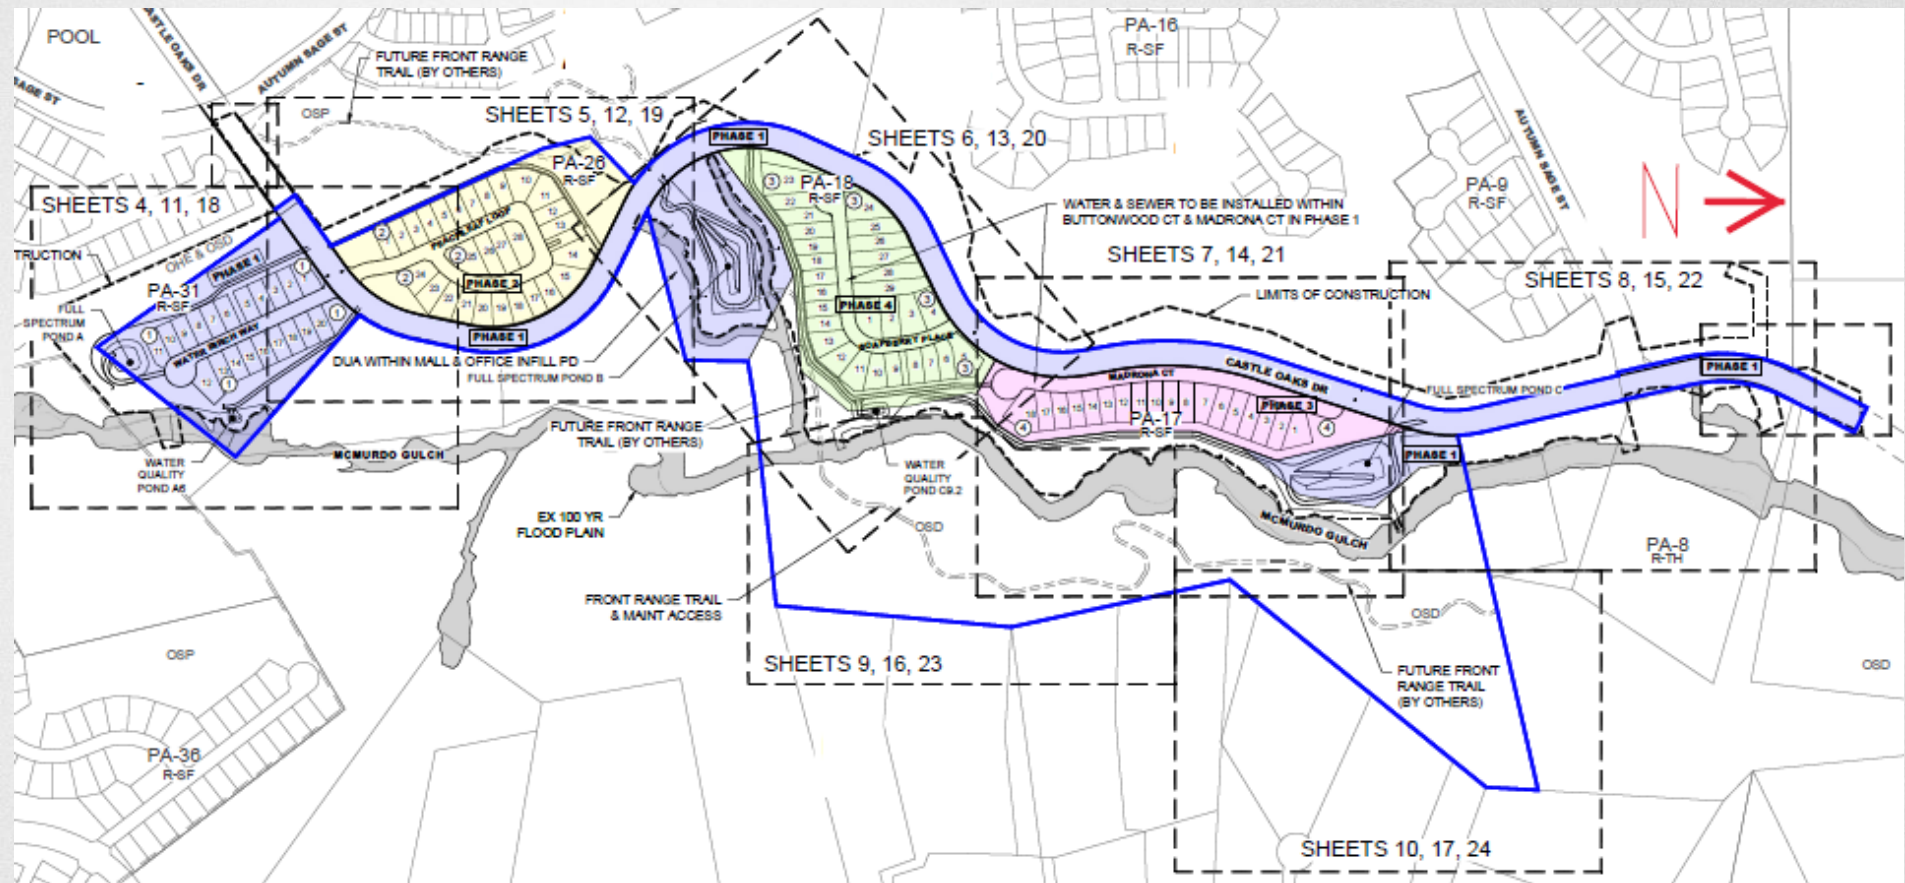 POOL
CASTLE OAKS DR
AUTUMN SAGE ST
SAGE ST
FUTURE FRONT RANGE
TRAIL (BY OTHERS)
OSP
SHEETS 5, 12, 19
PHASE 1
SHEETS 6, 13, 20
PA-16
R-SF
PA-26
R-SF
PA-18
R-SF
AUTUMN SAGE ST
PA-9
R-SF
N
SHEETS 4, 11, 18
OHE & OSD
TRUCTION
PHASE 1
PA-31
R-SF
FULL
SPECTRUM
POND A
WATER BIRCH WAY
PHASE 2
PHASE 1
WATER & SEWER TO BE INSTALLED WITHIN
BUTTONWOOD CT & MADRONA CT IN PHASE 1
SHEETS 7, 14, 21
LIMITS OF CONSTRUCTION
SHEETS 8, 15, 22
PHASE 4
SOAPBERRY PLACE
DUA WITHIN MALL & OFFICE INFILL PD
FULL SPECTRUM POND B
MADRONA CT
CASTLE OAKS DR
FULL SPECTRUM POND C
PHASE 1
PHASE 3
PA-17
R-SF
PHASE 1
FUTURE FRONT RANGE
TRAIL (BY OTHERS)
MCMURDO GULCH
WATER
QUALITY
POND A6
WATER
QUALITY
POND C9.2
EX 100 YR
FLOOD PLAIN
OSD
MCMURDO GULCH
PA-8
R-TH
FRONT RANGE TRAIL
& MAINT ACCESS
OSD
OSP
SHEETS 9, 16, 23
FUTURE FRONT
RANGE TRAIL
(BY OTHERS)
OSD
PA-36
R-SF
SHEETS 10, 17, 24